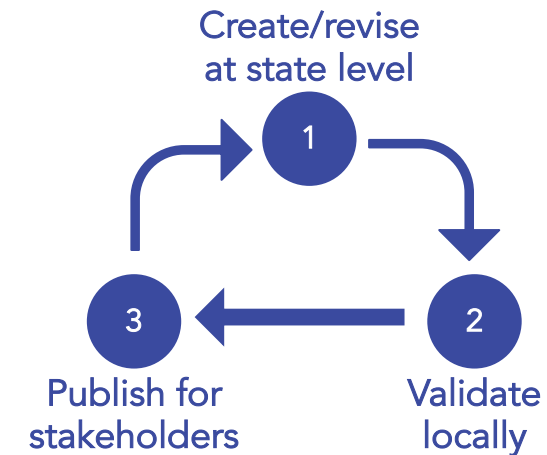 Create/revise
at state level
1
2
Validate
locally
3
Publish for
stakeholders